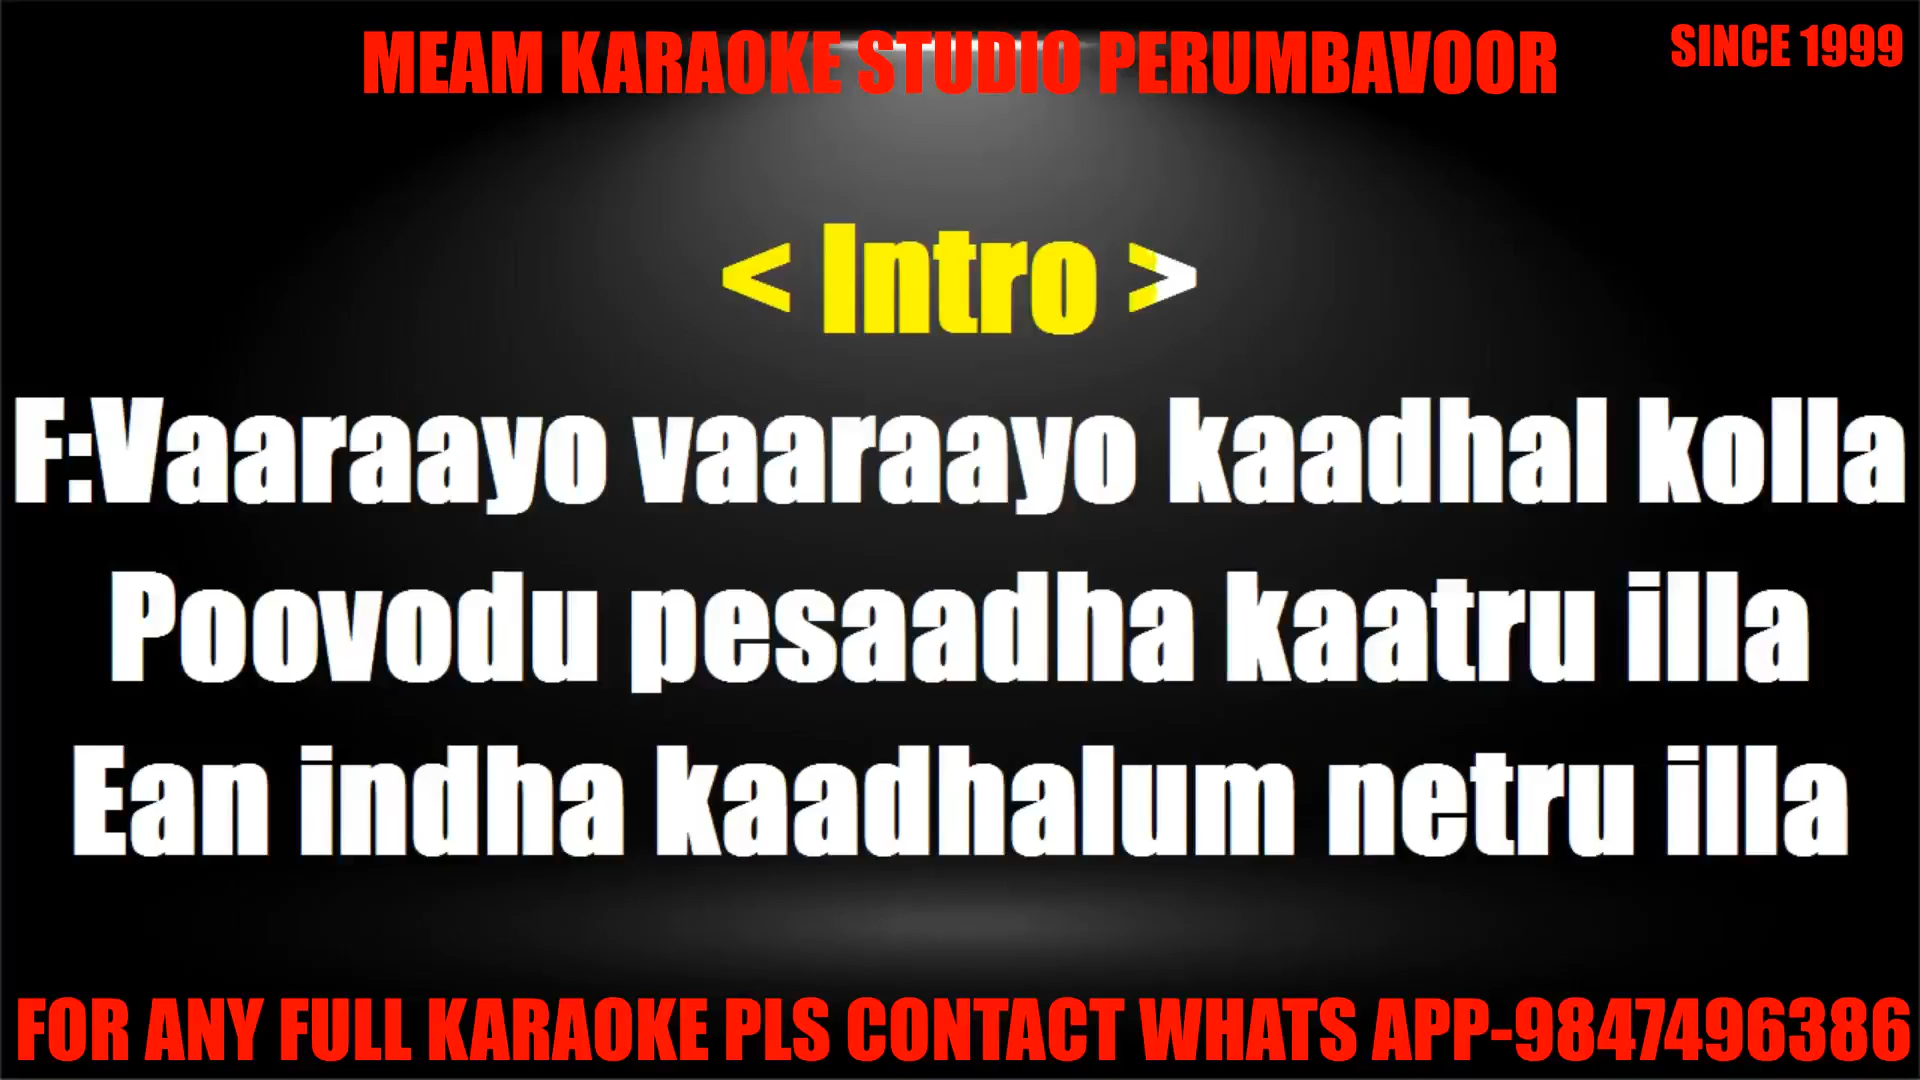 MEAM KARAOKE STUDIO PERUMBAVOOR
SINCE 1999
< Intro >
F:Vaaraayo vaaraayo kaadhal kolla
Poovodu pesaadha kaatru illa
Ean indha kaadhalum netru illa
FOR ANY FULL KARAOKE PLS CONTACT WHATS APP-9847496386